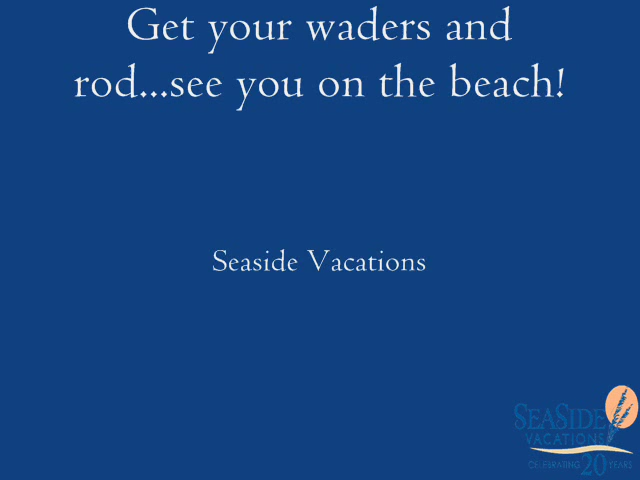 Get your waders and
rod...see you on the beach!
Seaside Vacations
SEASIDE
VACATIONS
CELEBRATING 20 YEARS